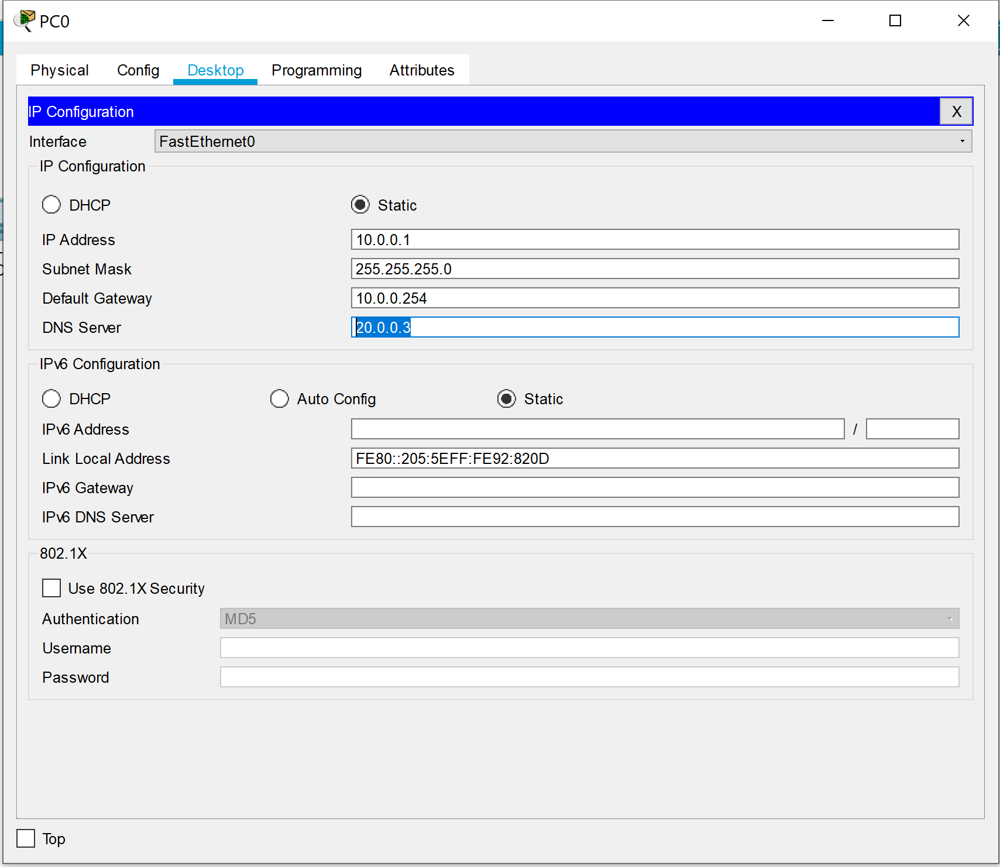 PC0
Physical Config Desktop Programming Attributes
IP Configuration X
Interface FastEthernet0
IP Configuration
DHCP Static
IP Address 10.0.0.1
Subnet Mask 255.255.255.0
Default Gateway 10.0.0.254
DNS Server 20.0.0.3
IPv6 Configuration
DHCP Auto Config Static
IPv6 Address /
Link Local Address FE80::205:5EFF:FE92:820D
IPv6 Gateway
IPv6 DNS Server
802.1X
Use 802.1X Security
Authentication MD5
Username
Password
Top